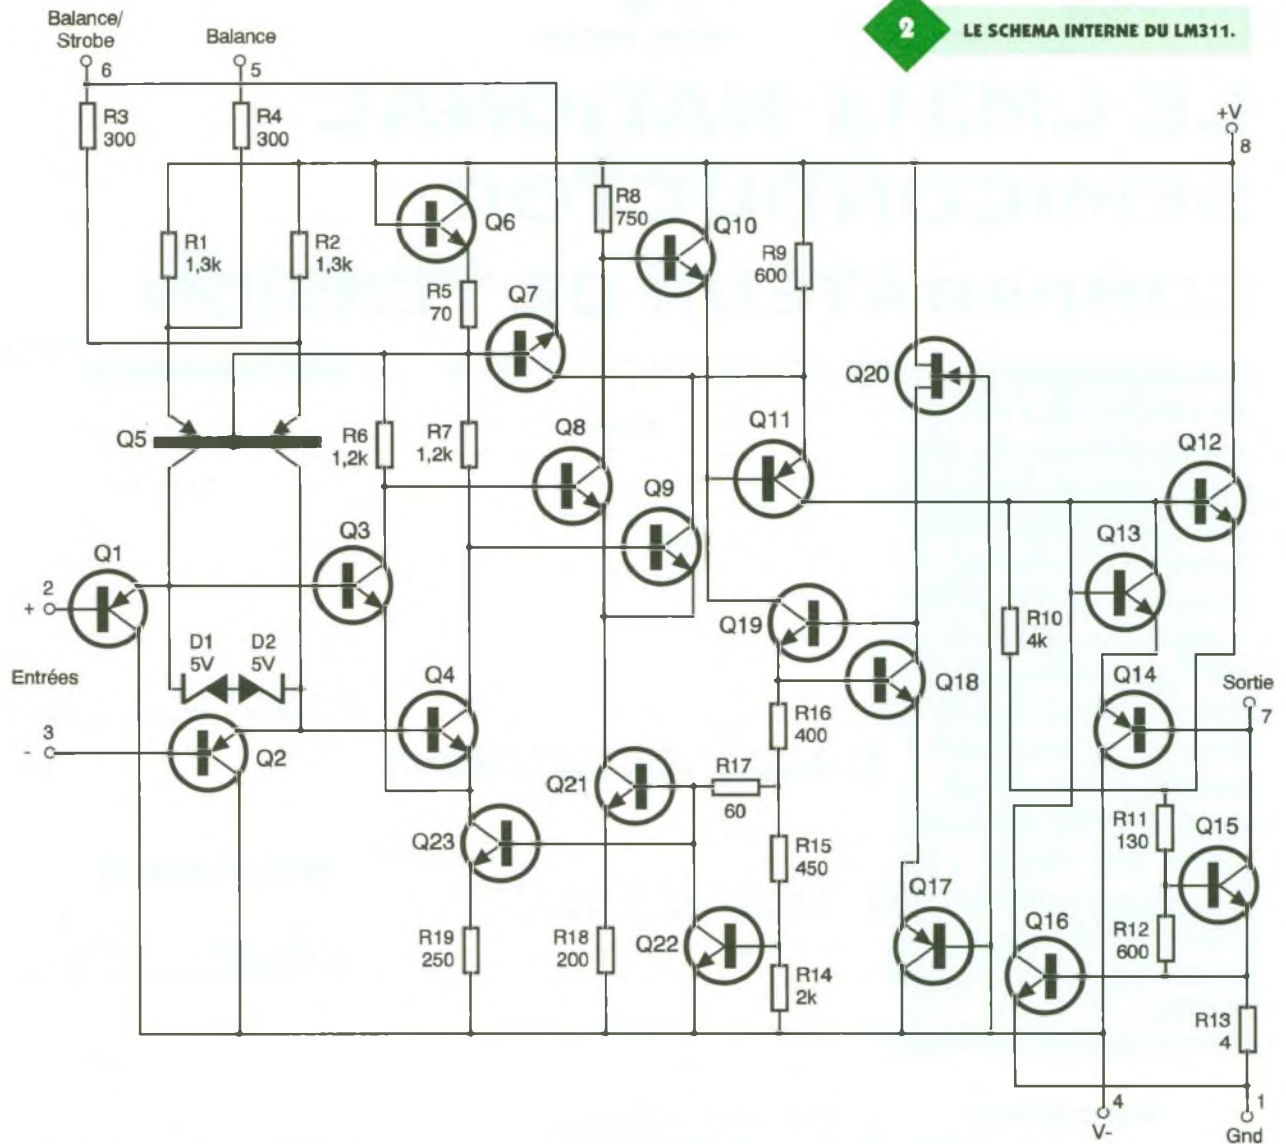 Balance/
Strobe
6
Balance
5
2
LE SCHEMA INTERNE DU LM311.
R3
300
R4
300
+V
8
R1
1,3k
R2
1,3k
Q6
R5
70
Q7
R8
750
Q10
R9
600
Q20
Q5
R6
1,2k
R7
1,2k
Q8
Q9
Q11
Q12
Q1
2
+
Q3
Q13
R10
4k
D1
5V
D2
5V
Q19
Entrées
3
-
Q2
Q4
Q18
Q14
Sortie
7
R16
400
R17
60
Q21
Q23
R15
450
R11
130
Q15
Q17
R19
250
R18
200
Q22
R14
2k
Q16
R12
600
R13
4
4
V-
1
Gnd